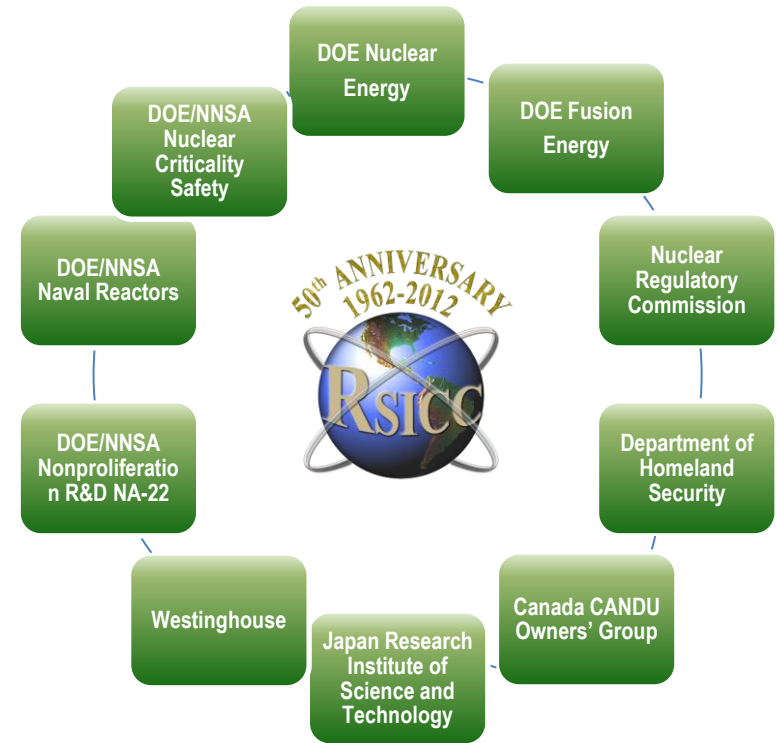 DOE Nuclear
Energy
DOE Fusion
Energy
Nuclear
Regulatory
Commission
Department of
Homeland
Security
Canada CANDU
Owners’ Group
Japan Research
Institute of
Science and
Technology
Westinghouse
DOE/NNSA
Nonproliferatio
n R&D NA-22
DOE/NNSA
Naval Reactors
DOE/NNSA
Nuclear
Criticality
Safety
50th ANNIVERSARY
1962-2012
RSICC